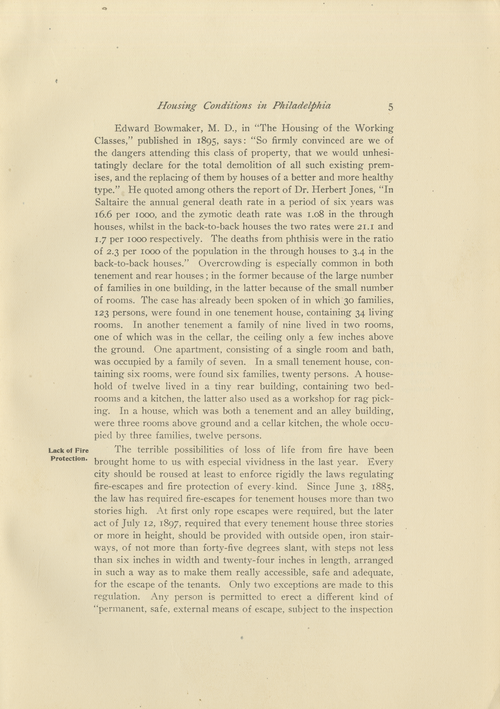 Housing Conditions in Philadelphia 5
Edward Bowmaker, M. D., in "The Housing of the Working
Classes," published in 1895, says: "So firmly convinced are we of
the dangers attending this class of property, that we would unhesi-
tatingly declare for the total demolition of all such existing prem-
ises, and the replacing of them by houses of a better and more healthy
type." He quoted among others the report of Dr. Herbert Jones, "In
Saltaire the annual general death rate in a period of six years was
16.6 per 1000, and the zymotic death rate was 1.08 in the through
houses, whilst in the back-to-back houses the two rates were 21.1 and
1.7 per 1000 respectively. The deaths from phthisis were in the ratio
of 2.3 per 1000 of the population in the through houses to 3.4 in the
back-to-back houses." Overcrowding is especially common in both
tenement and rear houses; in the former because of the large number
of families in one building, in the latter because of the small number
of rooms. The case has already been spoken of in which 30 families,
123 persons, were found in one tenement house, containing 34 living
rooms. In another tenement a family of nine lived in two rooms,
one of which was in the cellar, the ceiling only a few inches above
the ground. One apartment, consisting of a single room and bath,
was occupied by a family of seven. In a small tenement house, con-
taining six rooms, were found six families, twenty persons. A house-
hold of twelve lived in a tiny rear building, containing two bed-
rooms and a kitchen, the latter also used as a workshop for rag pick-
ing. In a house, which was both a tenement and an alley building,
were three rooms above ground and a cellar kitchen, the whole occu-
pied by three families, twelve persons.
Lack of Fire
Protection.
The terrible possibilities of loss of life from fire have been
brought home to us with especial vividness in the last year. Every
city should be roused at least to enforce rigidly the laws regulating
fire-escapes and fire protection of every kind. Since June 3, 1885,
the law has required fire-escapes for tenement houses more than two
stories high. At first only rope escapes were required, but the later
act of July 12, 1897, required that every tenement house three stories
or more in height, should be provided with outside open, iron stair-
ways, of not more than forty-five degrees slant, with steps not less
than six inches in width and twenty-four inches in length, arranged
in such a way as to make them really accessible, safe and adequate,
for the escape of the tenants. Only two exceptions are made to this
regulation. Any person is permitted to erect a different kind of
"permanent, safe, external means of escape, subject to the inspection